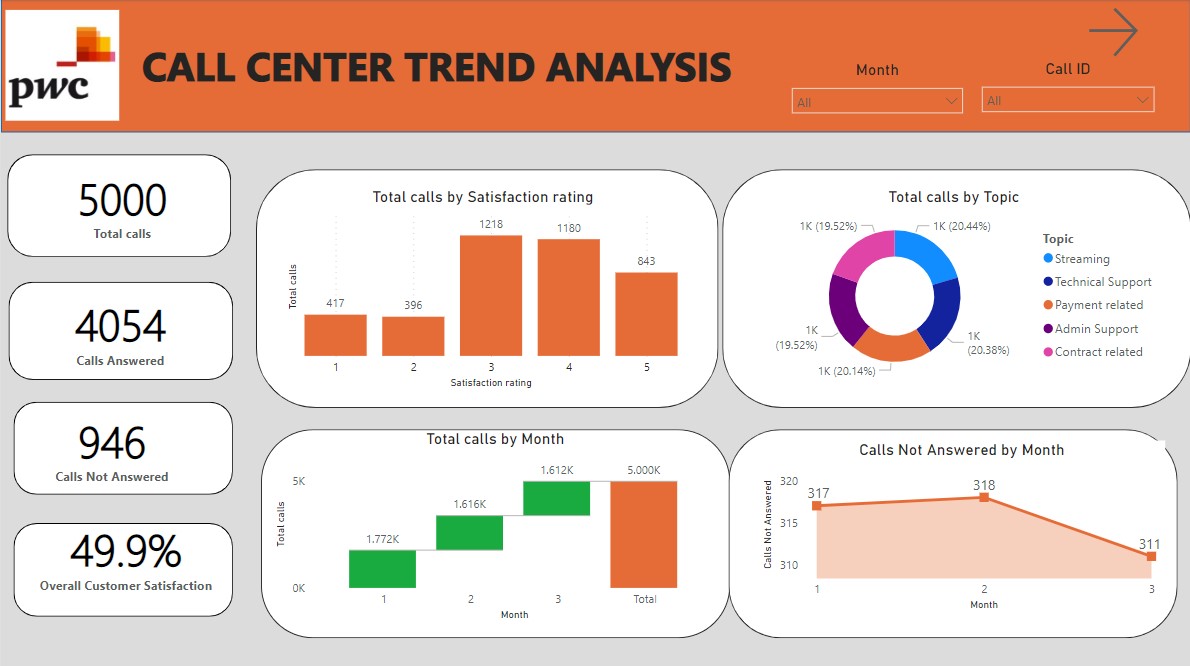 pwc
CALL CENTER TREND ANALYSIS
Month
All
Call ID
All
5000
Total calls
4054
Calls Answered
946
Calls Not Answered
49.9%
Overall Customer Satisfaction
Total calls by Satisfaction rating
Total calls
417
396
1218
1180
843
1
2
3
4
5
Satisfaction rating
Total calls by Topic
1K (19.52%)
1K (20.44%)
1K
(19.52%)
1K
(20.38%)
1K (20.14%)
Topic
Streaming
Technical Support
Payment related
Admin Support
Contract related
Total calls by Month
Total calls
5K
0K
1.772K
1.616K
1.612K
5.000K
1
2
3
Total
Month
Calls Not Answered by Month
Calls Not Answered
320
315
310
317
318
311
1
2
3
Month